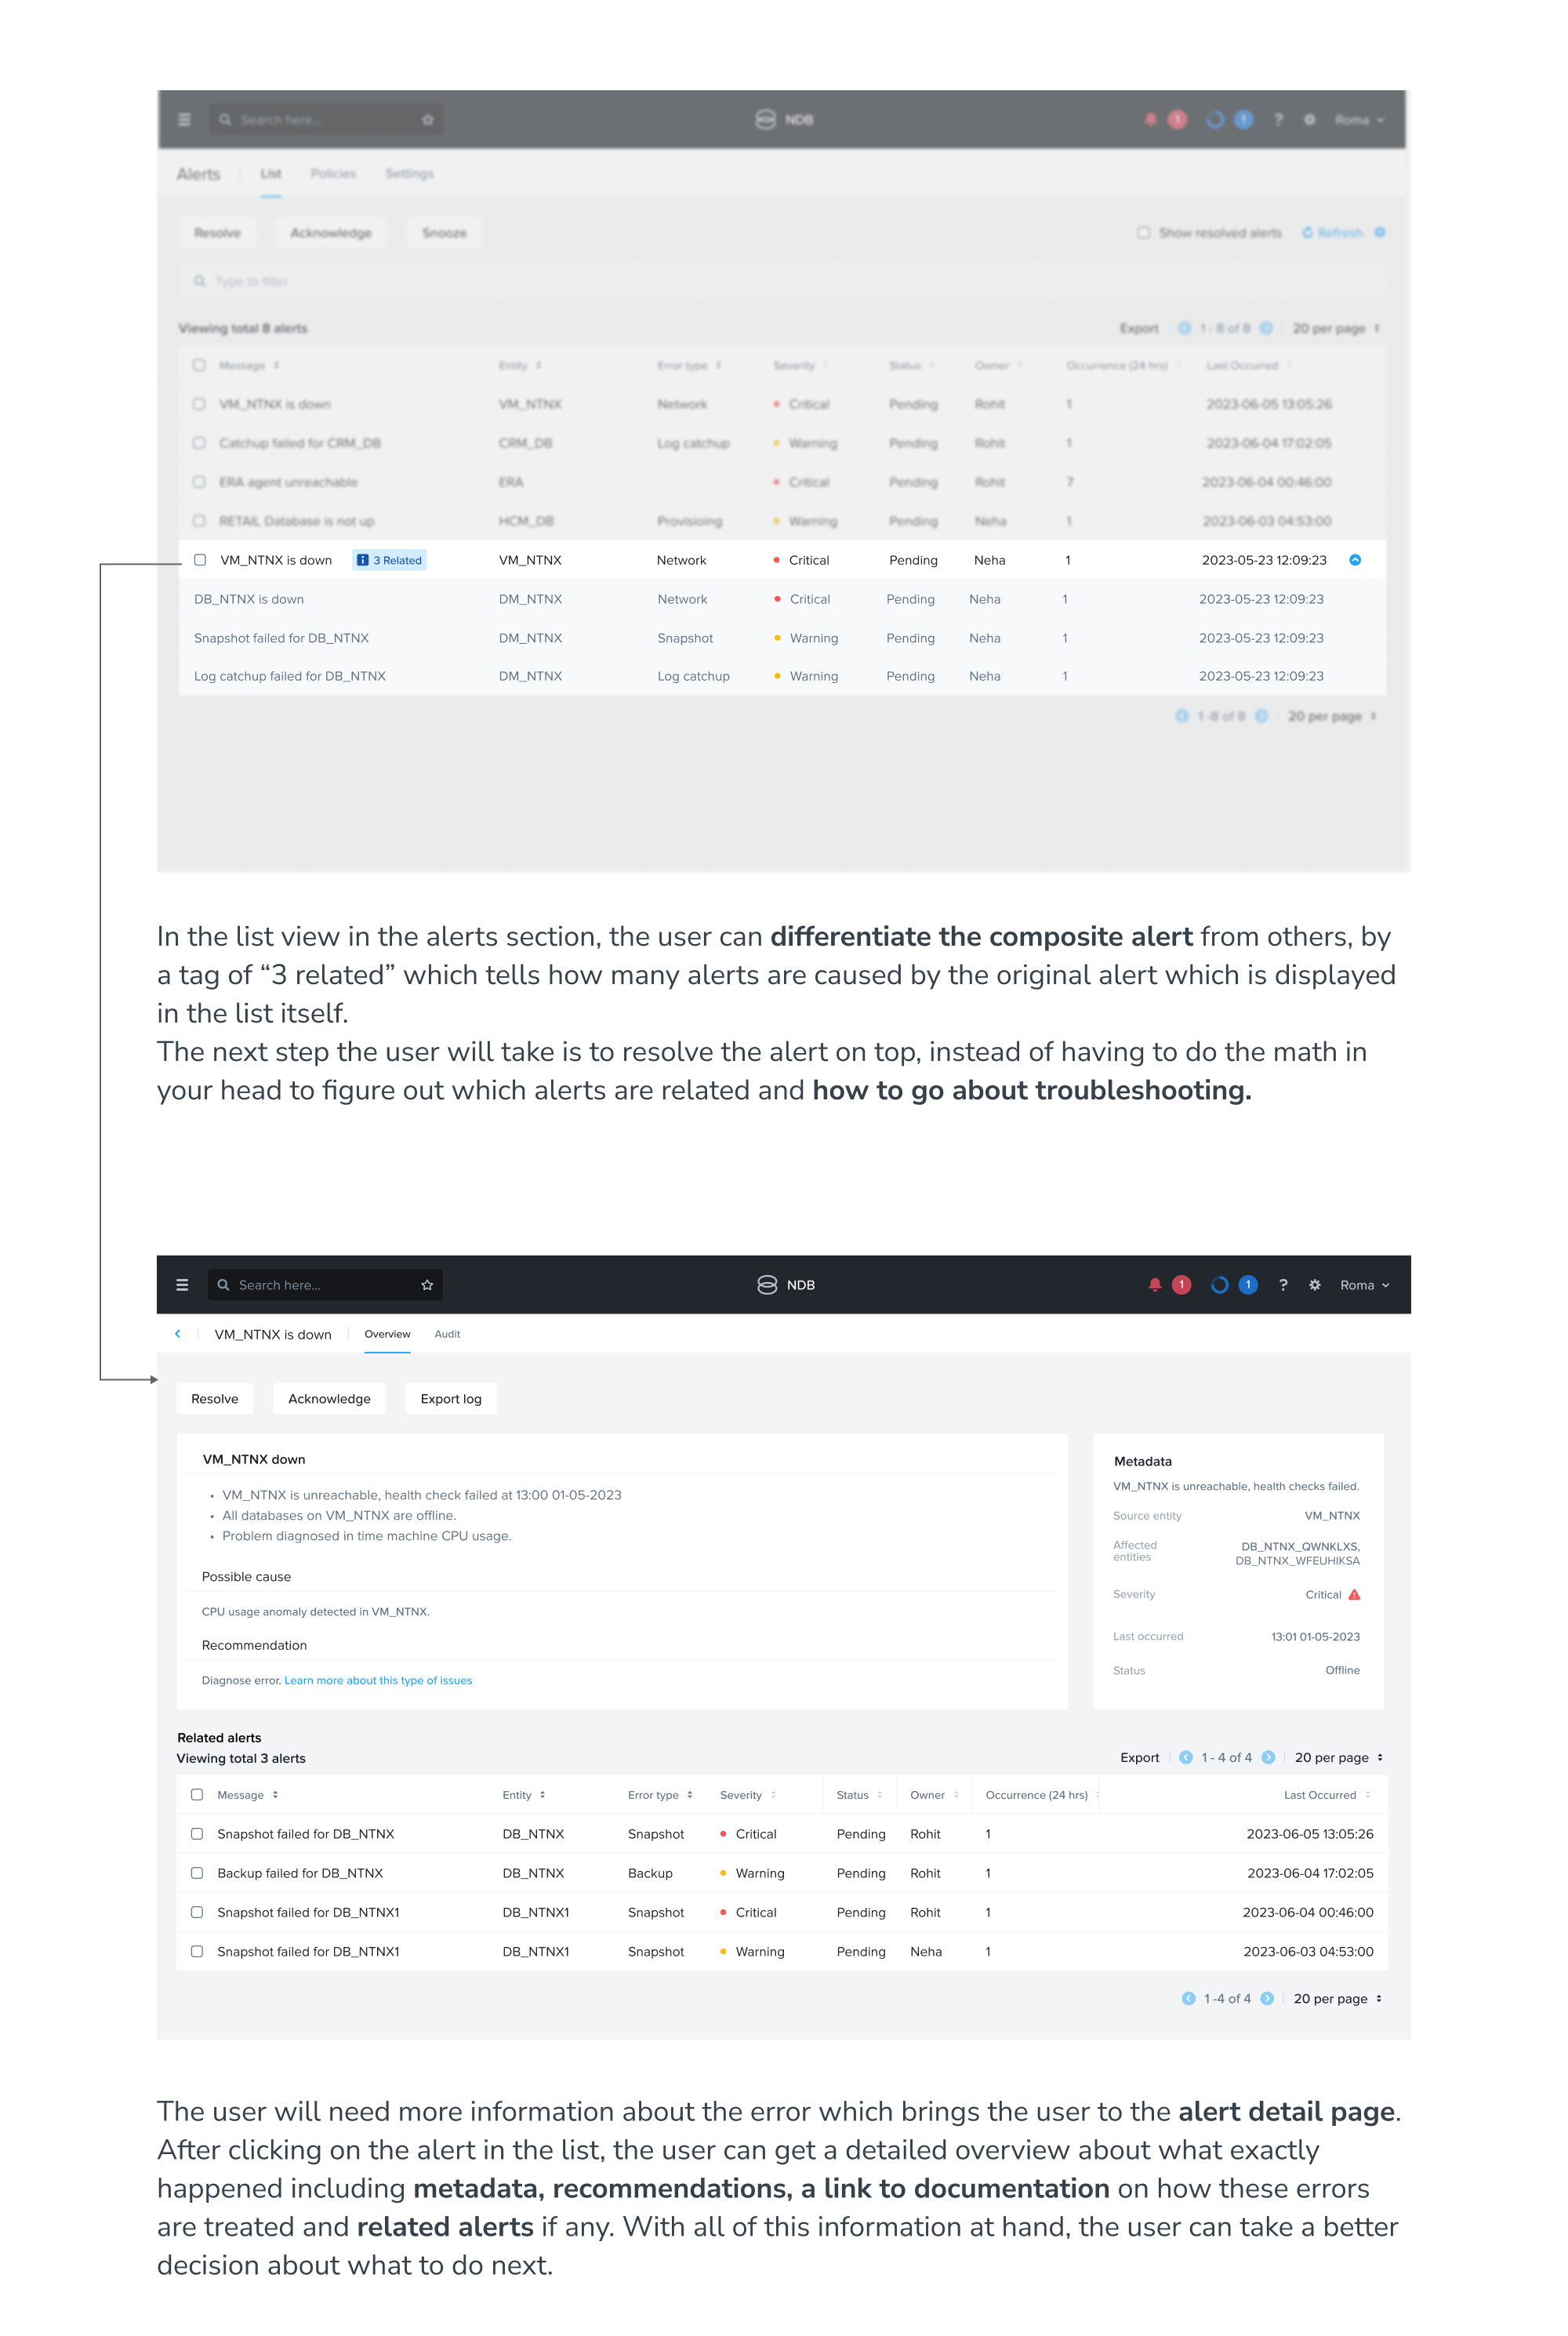 Search here... NDB 1 1 ? Roma
Alerts List Policies Settings
Resolve Acknowledge Snooze Show resolved alerts Refresh
Type to filter
Viewing total 8 alerts Export 1 - 8 of 8 20 per page
Message Entity Error type Severity Status Owner Occurrence (24 hrs) Last Occurred
VM_NTNX is down VM_NTNX Network Critical Pending Rohit 1 2023-06-05 13:05:26
Catchup failed for CRM_DB CRM_DB Log catchup Warning Pending Rohit 1 2023-06-04 17:02:05
ERA agent unreachable ERA Critical Pending Rohit 7 2023-06-04 00:46:00
RETAIL Database is not up HCM_DB Provisioing Warning Pending Neha 1 2023-06-03 04:53:00
VM_NTNX is down 3 Related VM_NTNX Network Critical Pending Neha 1 2023-05-23 12:09:23
DB_NTNX is down DM_NTNX Network Critical Pending Neha 1 2023-05-23 12:09:23
Snapshot failed for DB_NTNX DM_NTNX Snapshot Warning Pending Neha 1 2023-05-23 12:09:23
Log catchup failed for DB_NTNX DM_NTNX Log catchup Warning Pending Neha 1 2023-05-23 12:09:23
1 -8 of 8 20 per page
In the list view in the alerts section, the user can differentiate the composite alert from others, by
a tag of “3 related” which tells how many alerts are caused by the original alert which is displayed
in the list itself.
The next step the user will take is to resolve the alert on top, instead of having to do the math in
your head to figure out which alerts are related and how to go about troubleshooting.
Search here... NDB 1 1 ? Roma
VM_NTNX is down Overview Audit
Resolve Acknowledge Export log
VM_NTNX down
• VM_NTNX is unreachable, health check failed at 13:00 01-05-2023
• All databases on VM_NTNX are offline.
• Problem diagnosed in time machine CPU usage.
Possible cause
CPU usage anomaly detected in VM_NTNX.
Recommendation
Diagnose error. Learn more about this type of issues
Metadata
VM_NTNX is unreachable, health checks failed.
Source entity VM_NTNX
Affected entities DB_NTNX_QWNKLXS,
DB_NTNX_WFEUHIKSA
Severity Critical
Last occurred 13:01 01-05-2023
Status Offline
Related alerts
Viewing total 3 alerts Export 1 - 4 of 4 20 per page
Message Entity Error type Severity Status Owner Occurrence (24 hrs) Last Occurred
Snapshot failed for DB_NTNX DB_NTNX Snapshot Critical Pending Rohit 1 2023-06-05 13:05:26
Backup failed for DB_NTNX DB_NTNX Backup Warning Pending Rohit 1 2023-06-04 17:02:05
Snapshot failed for DB_NTNX1 DB_NTNX1 Snapshot Critical Pending Rohit 1 2023-06-04 00:46:00
Snapshot failed for DB_NTNX1 DB_NTNX1 Snapshot Warning Pending Neha 1 2023-06-03 04:53:00
1 -4 of 4 20 per page
The user will need more information about the error which brings the user to the alert detail page.
After clicking on the alert in the list, the user can get a detailed overview about what exactly
happened including metadata, recommendations, a link to documentation on how these errors
are treated and related alerts if any. With all of this information at hand, the user can take a better
decision about what to do next.